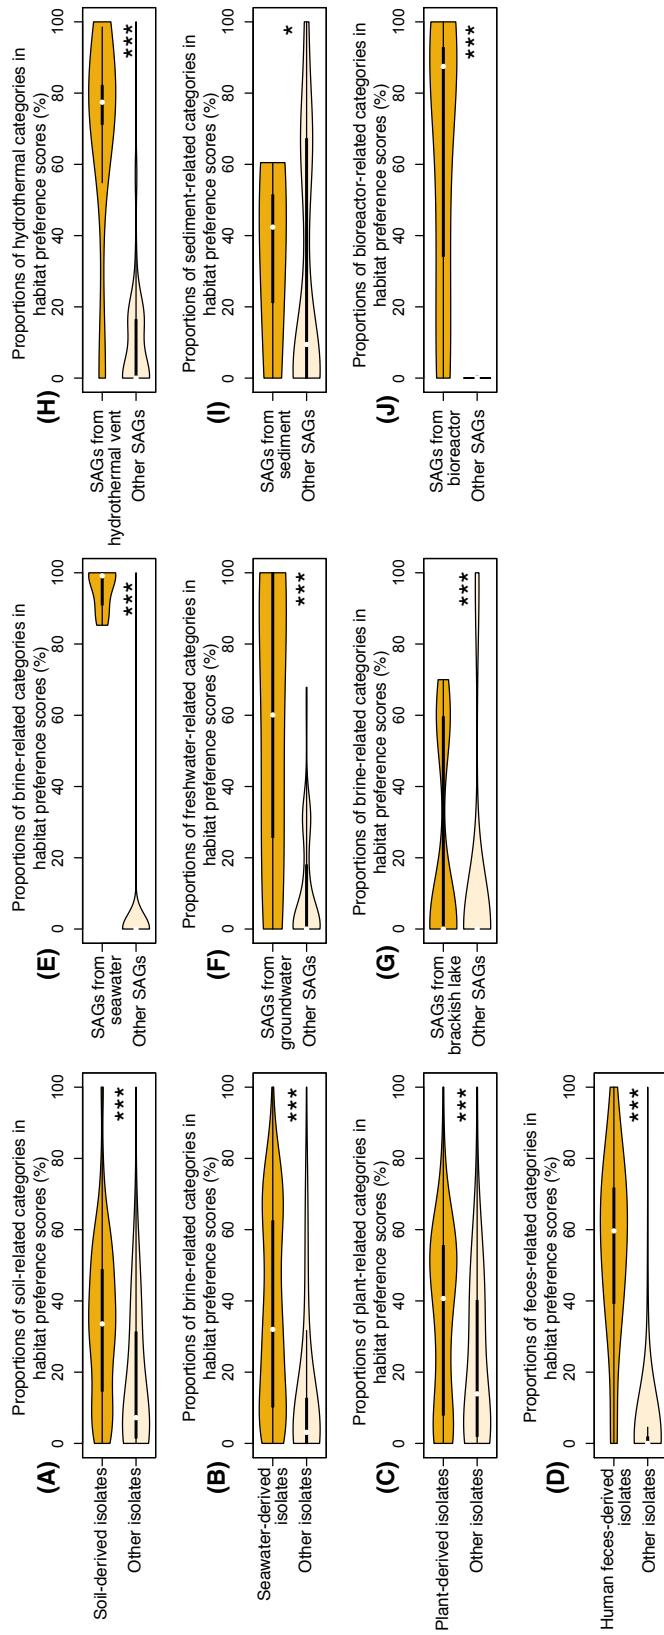 (A)
Proportions of soil-related categories in
habitat preference scores (%)
0 20 40 60 80 100
Soil-derived isolates
Other isolates
***
(B)
Proportions of brine-related categories in
habitat preference scores (%)
0 20 40 60 80 100
Seawater-derived
isolates
Other isolates
***
(C)
Proportions of plant-related categories in
habitat preference scores (%)
0 20 40 60 80 100
Plant-derived isolates
Other isolates
***
(D)
Proportions of feces-related categories in
habitat preference scores (%)
0 20 40 60 80 100
Human feces-derived
isolates
Other isolates
***
(E)
Proportions of brine-related categories in
habitat preference scores (%)
0 20 40 60 80 100
SAGs from
seawater
Other SAGs
***
(F)
Proportions of freshwater-related categories in
habitat preference scores (%)
0 20 40 60 80 100
SAGs from
groundwater
Other SAGs
***
(G)
Proportions of brine-related categories in
habitat preference scores (%)
0 20 40 60 80 100
SAGs from
brackish lake
Other SAGs
***
(H)
Proportions of hydrothermal categories in
habitat preference scores (%)
0 20 40 60 80 100
SAGs from
hydrothermal vent
Other SAGs
***
(I)
Proportions of sediment-related categories in
habitat preference scores (%)
0 20 40 60 80 100
SAGs from
sediment
Other SAGs
*
(J)
Proportions of bioreactor-related categories in
habitat preference scores (%)
0 20 40 60 80 100
SAGs from
bioreactor
Other SAGs
***